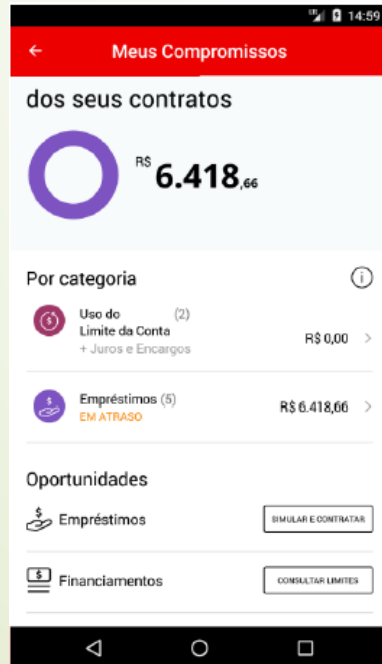 14:59
Meus Compromissos
dos seus contratos
R$ 6.418,66
Por categoria
Uso do (2)
Limite da Conta
+ Juros e Encargos
R$ 0,00
Empréstimos (5)
EM ATRASO
R$ 6.418,66
Oportunidades
Empréstimos
SIMULAR E CONTRATAR
Financiamentos
CONSULTAR LIMITES